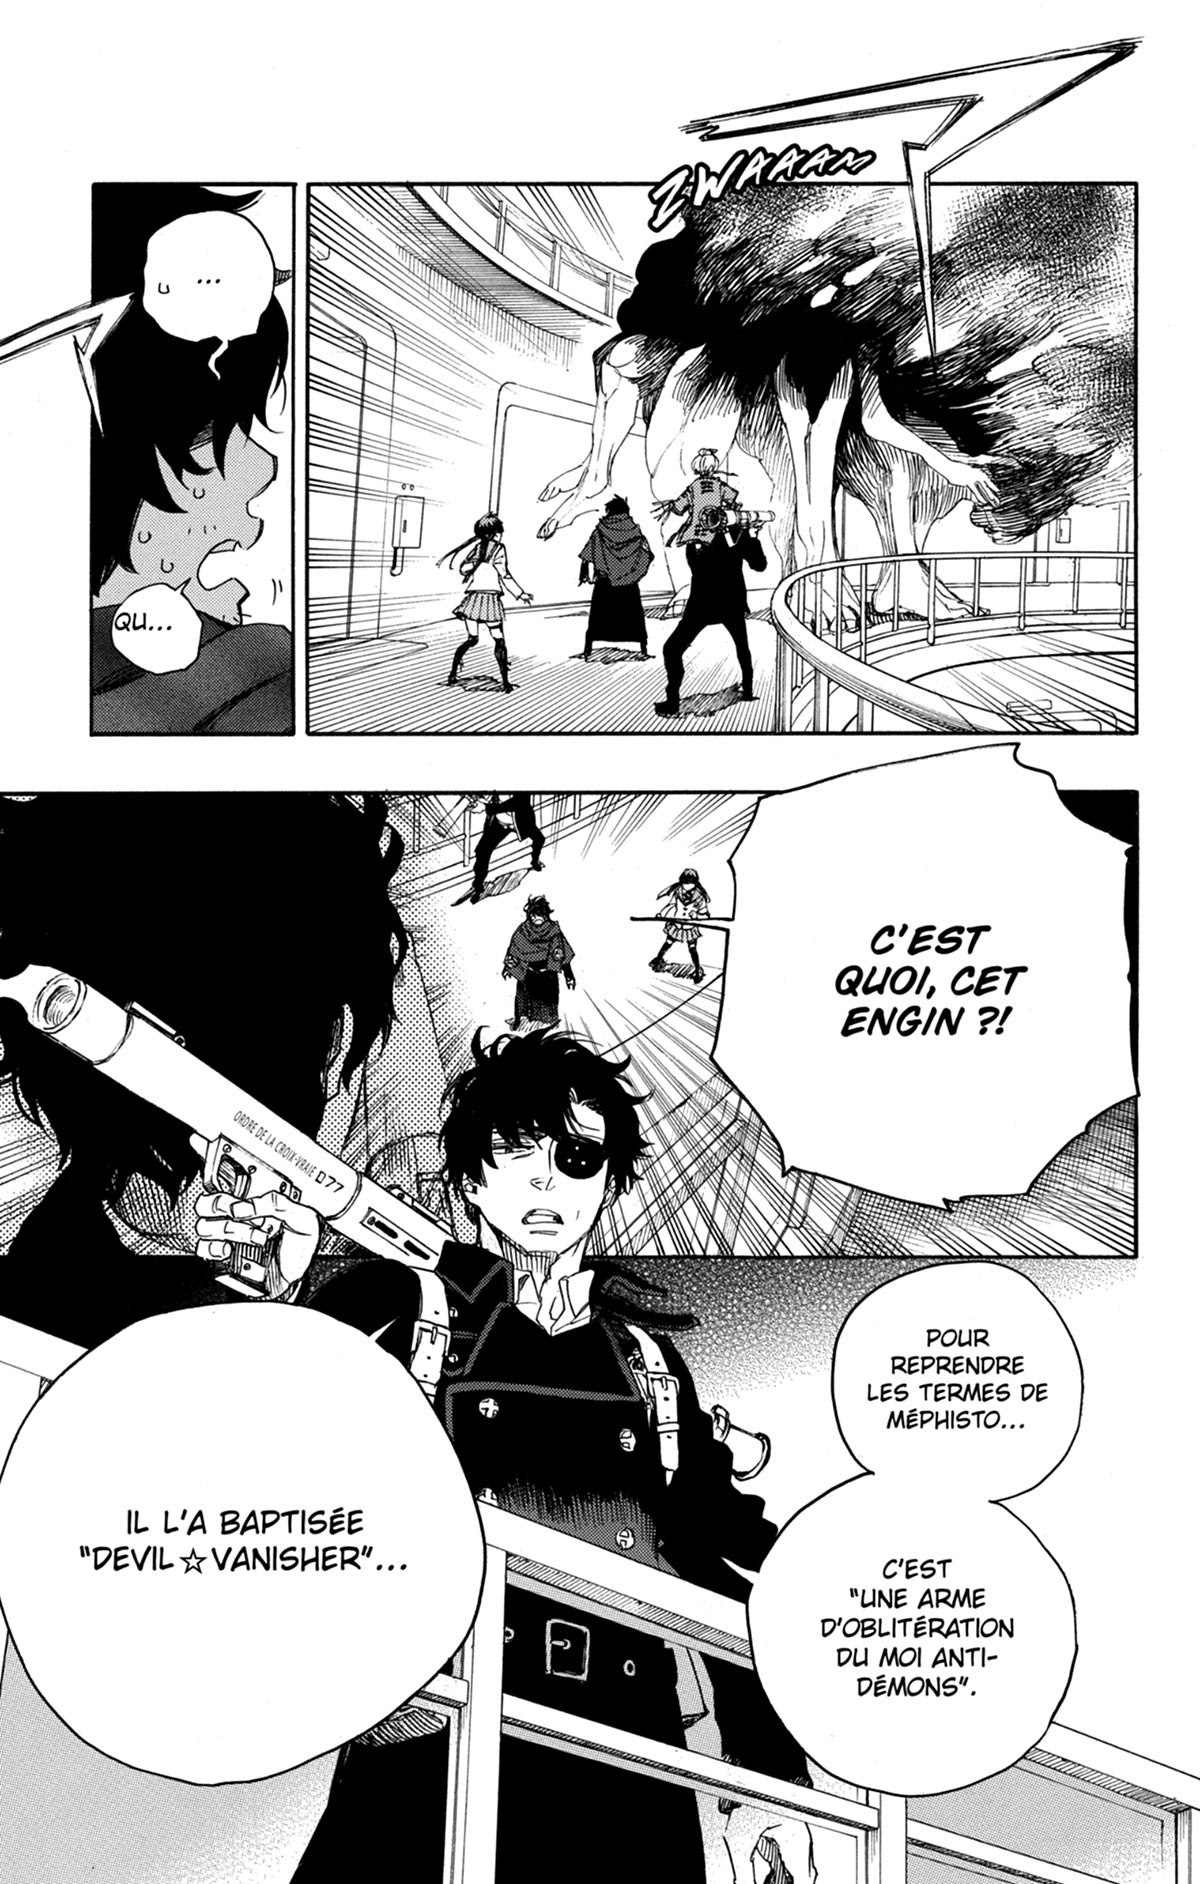 ZWAAAM
...
QU...
C'EST
QUOI, CET
ENGIN ?!
ORDRE DE LA CROIX-VRAIE D77
POUR
REPRENDRE
LES TERMES DE
MÉPHISTO...
C'EST
"UNE ARME
D'OBLITÉRATION
DU MOI ANTI-
DÉMONS".
IL L'A BAPTISÉE
"DEVIL☆VANISHER"...